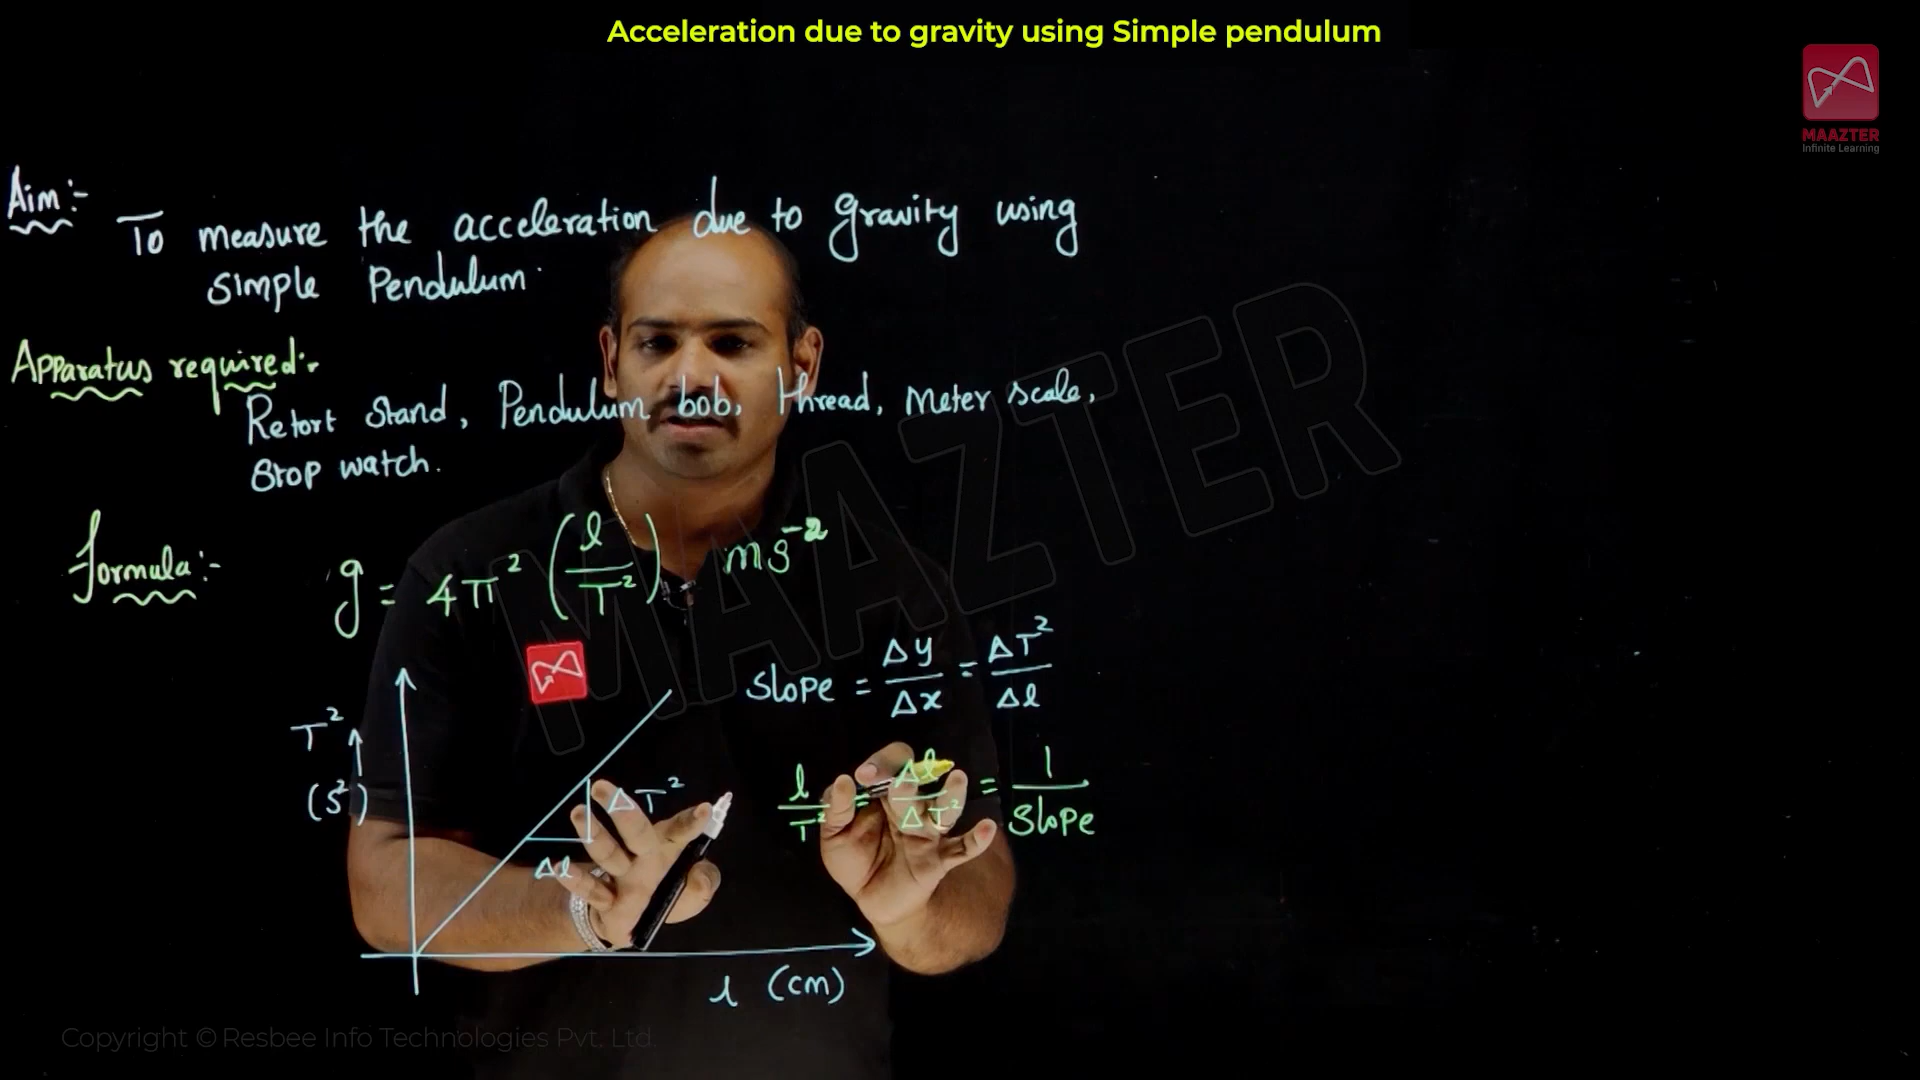 Acceleration due to gravity using Simple pendulum
MAAZTER
Infinite Learning
Aim:-
To measure the acceleration due to gravity using
simple Pendulum.
Apparatus required:-
Retort Stand, Pendulum bob, thread, Meter scale,
Stop watch.
Formula:-
g = 4π² (l/T²) ms⁻²
Slope = Δy/Δx = ΔT²/Δl
T²
(s²)
ΔT²
Δl
l/T² = Δl/ΔT² = 1/Slope
l (cm)
MAAZTER
Copyright © Resbee Info Technologies Pvt. Ltd.